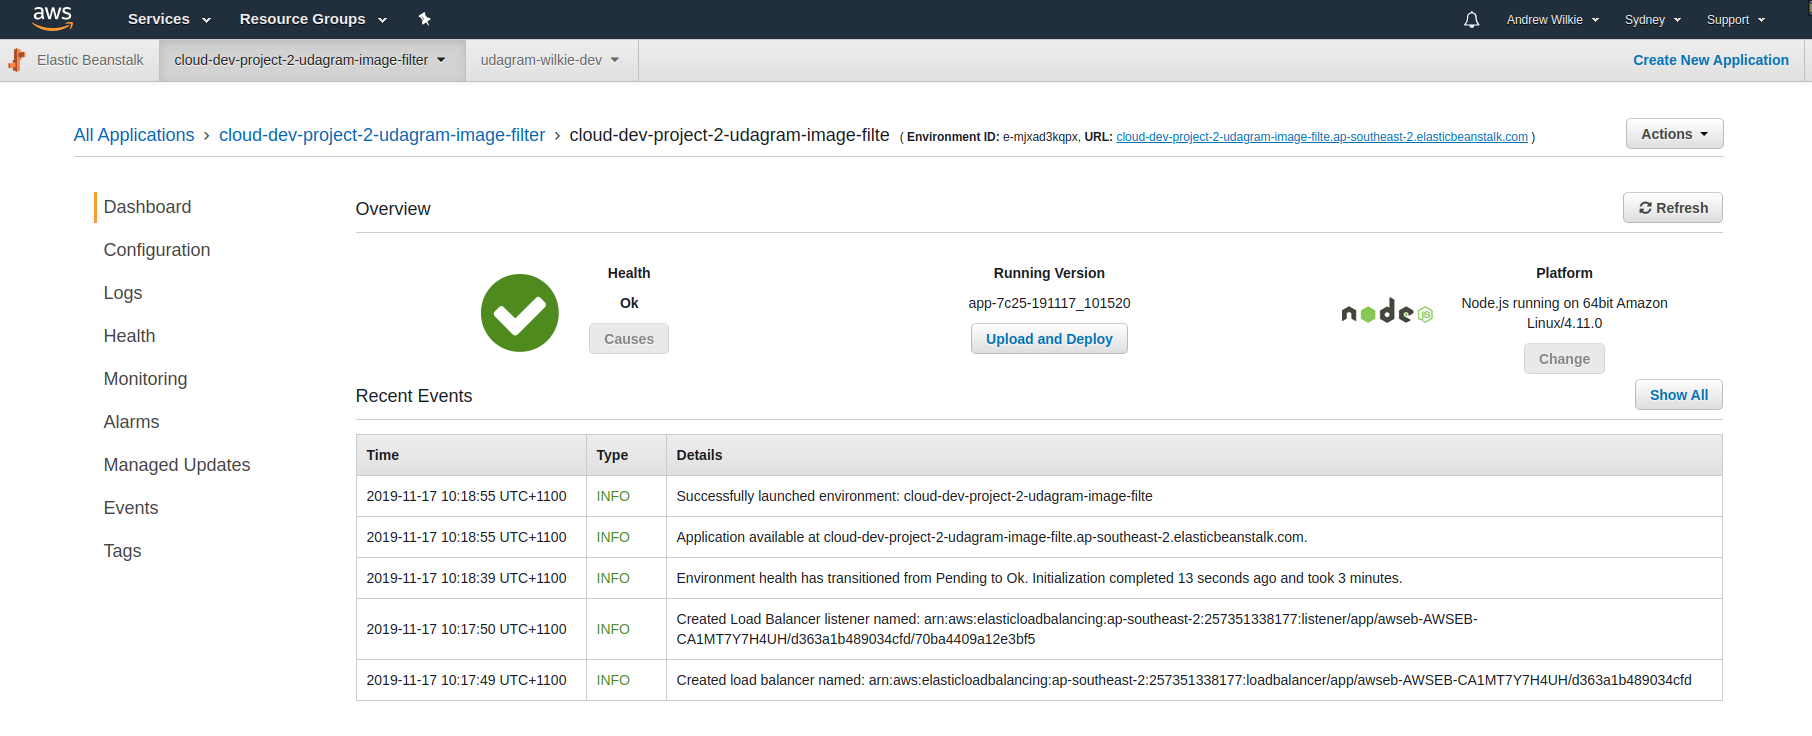 aws
Services
Resource Groups
Andrew Wilkie
Sydney
Support
Elastic Beanstalk
cloud-dev-project-2-udagram-image-filter
udagram-wilkie-dev
Create New Application
All Applications > cloud-dev-project-2-udagram-image-filter > cloud-dev-project-2-udagram-image-filte ( Environment ID: e-mjxad3kqpx, URL: cloud-dev-project-2-udagram-image-filte.ap-southeast-2.elasticbeanstalk.com )
Actions
Dashboard
Configuration
Logs
Health
Monitoring
Alarms
Managed Updates
Events
Tags
Overview
Refresh
Health
Ok
Causes
Running Version
app-7c25-191117_101520
Upload and Deploy
node JS
Platform
Node.js running on 64bit Amazon
Linux/4.11.0
Change
Recent Events
Show All
Time Type Details
2019-11-17 10:18:55 UTC+1100 INFO Successfully launched environment: cloud-dev-project-2-udagram-image-filte
2019-11-17 10:18:55 UTC+1100 INFO Application available at cloud-dev-project-2-udagram-image-filte.ap-southeast-2.elasticbeanstalk.com.
2019-11-17 10:18:39 UTC+1100 INFO Environment health has transitioned from Pending to Ok. Initialization completed 13 seconds ago and took 3 minutes.
2019-11-17 10:17:50 UTC+1100 INFO Created Load Balancer listener named: arn:aws:elasticloadbalancing:ap-southeast-2:257351338177:listener/app/awseb-AWSEB-
CA1MT7Y7H4UH/d363a1b489034cfd/70ba4409a12e3bf5
2019-11-17 10:17:49 UTC+1100 INFO Created load balancer named: arn:aws:elasticloadbalancing:ap-southeast-2:257351338177:loadbalancer/app/awseb-AWSEB-CA1MT7Y7H4UH/d363a1b489034cfd